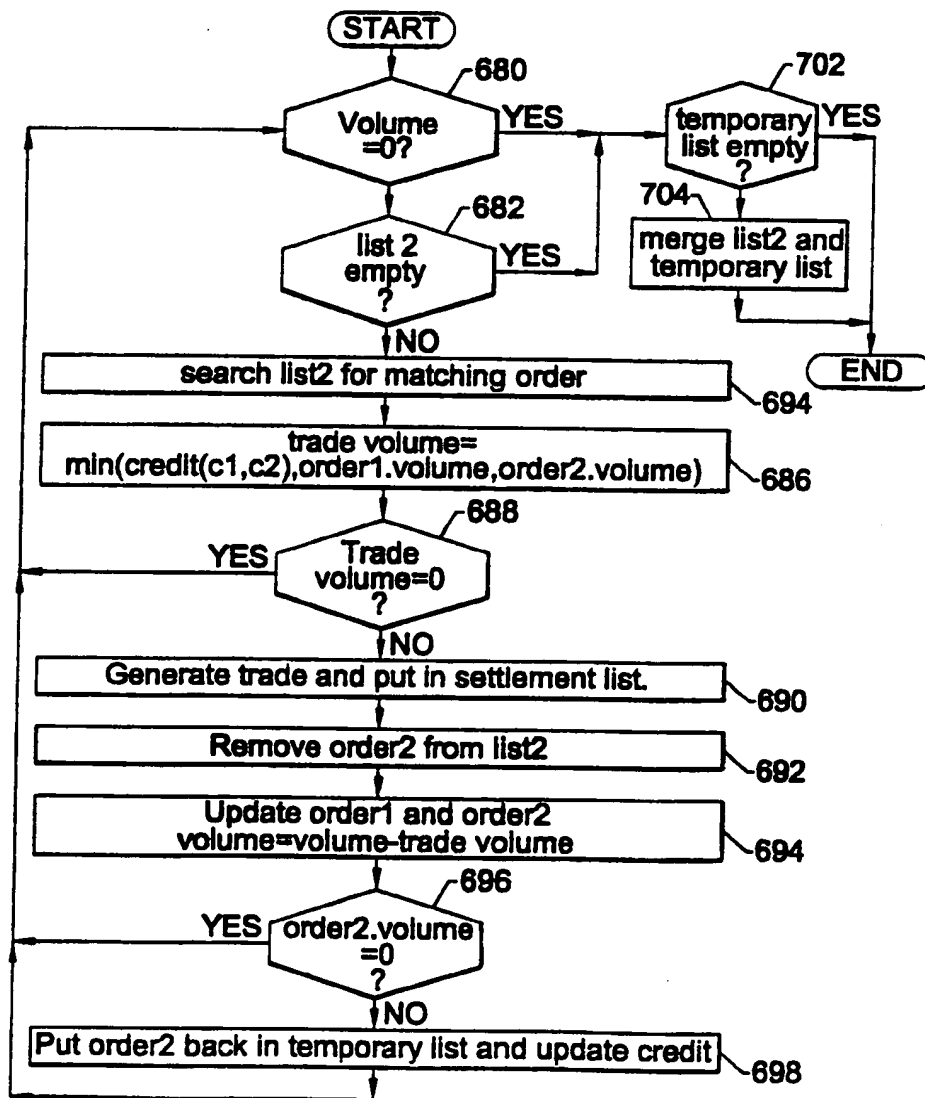 START
680
Volume
=0?
YES
702
temporary
list empty
?
YES
682
list 2
empty
?
YES
704
merge list2 and
temporary list
NO
END
search list2 for matching order
694
trade volume=
min(credit(c1,c2),order1.volume,order2.volume)
686
688
Trade
volume=0
?
YES
NO
Generate trade and put in settlement list.
690
Remove order2 from list2
692
Update order1 and order2
volume=volume-trade volume
694
696
order2.volume
=0
?
YES
NO
Put order2 back in temporary list and update credit
698